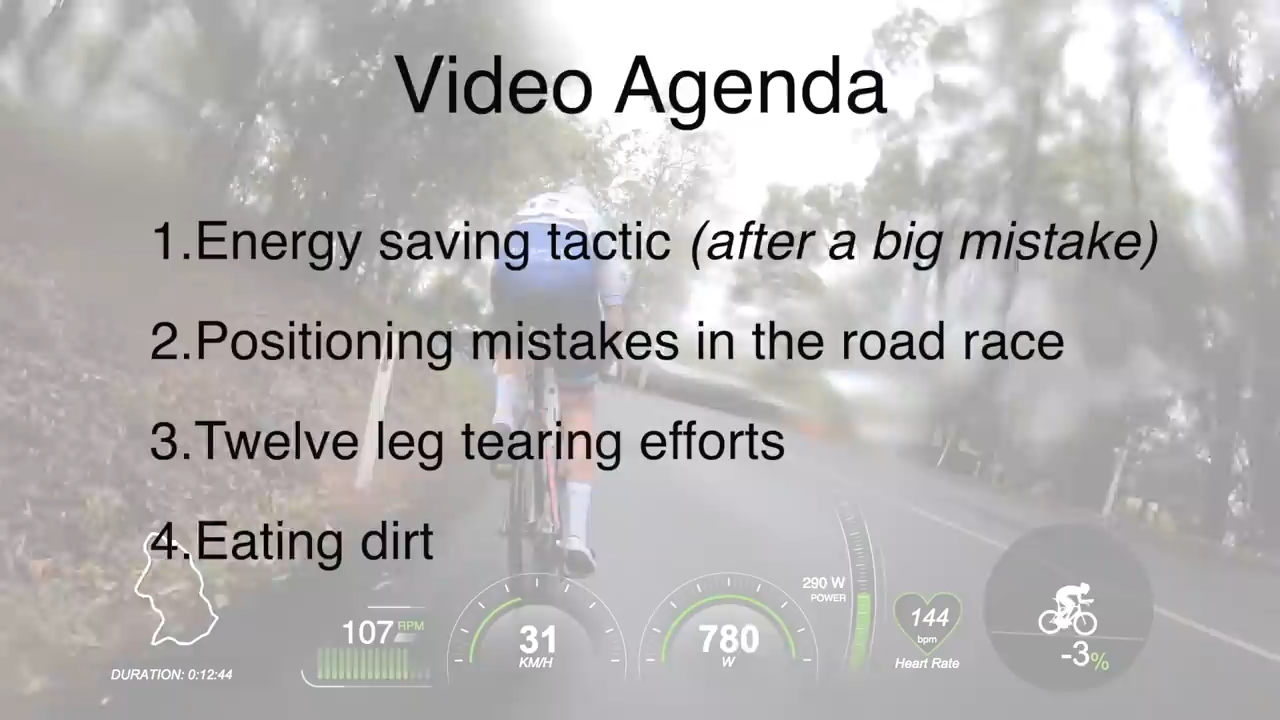 Video Agenda
1.Energy saving tactic (after a big mistake)
2.Positioning mistakes in the road race
3.Twelve leg tearing efforts
4.Eating dirt
DURATION: 0:12:44
107 RPM
31
KM/H
780
W
290 W
POWER
144
bpm
Heart Rate
-3%